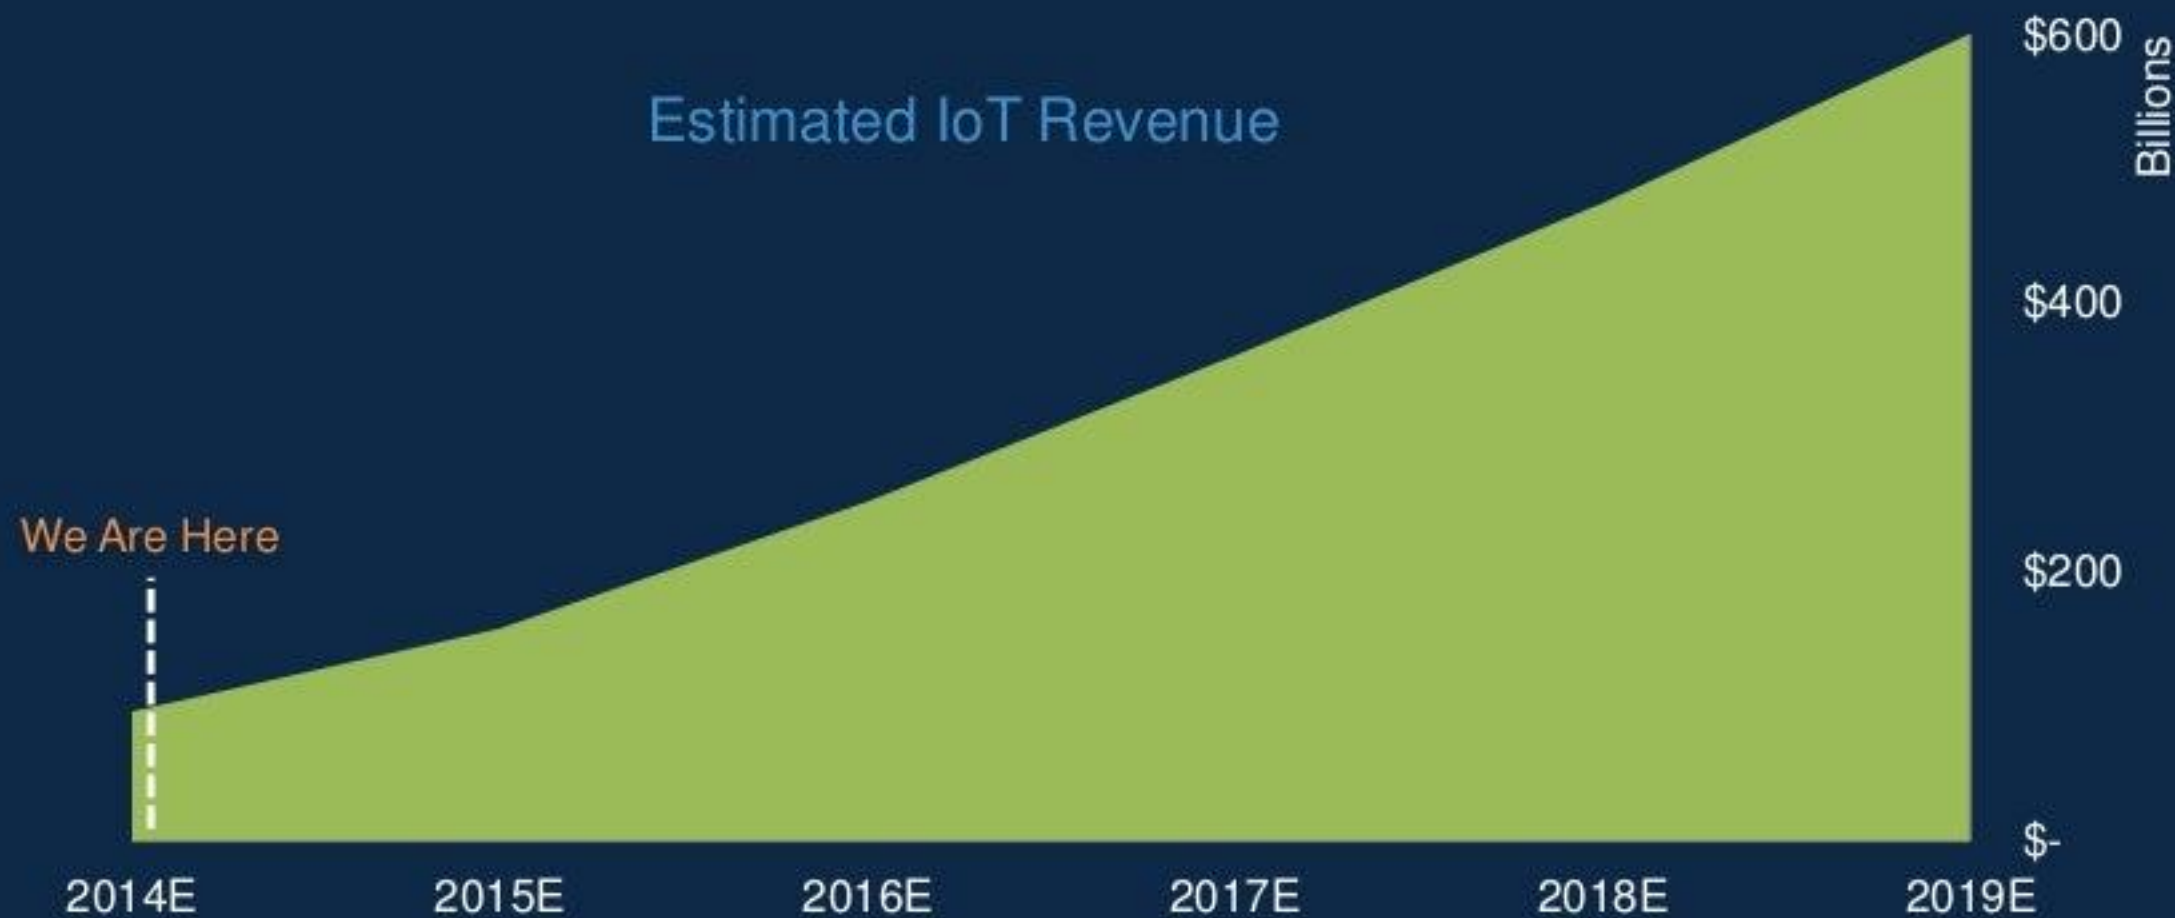 $600
Billions
Estimated IoT Revenue
$400
We Are Here
$200
$-
2014E 2015E 2016E 2017E 2018E 2019E